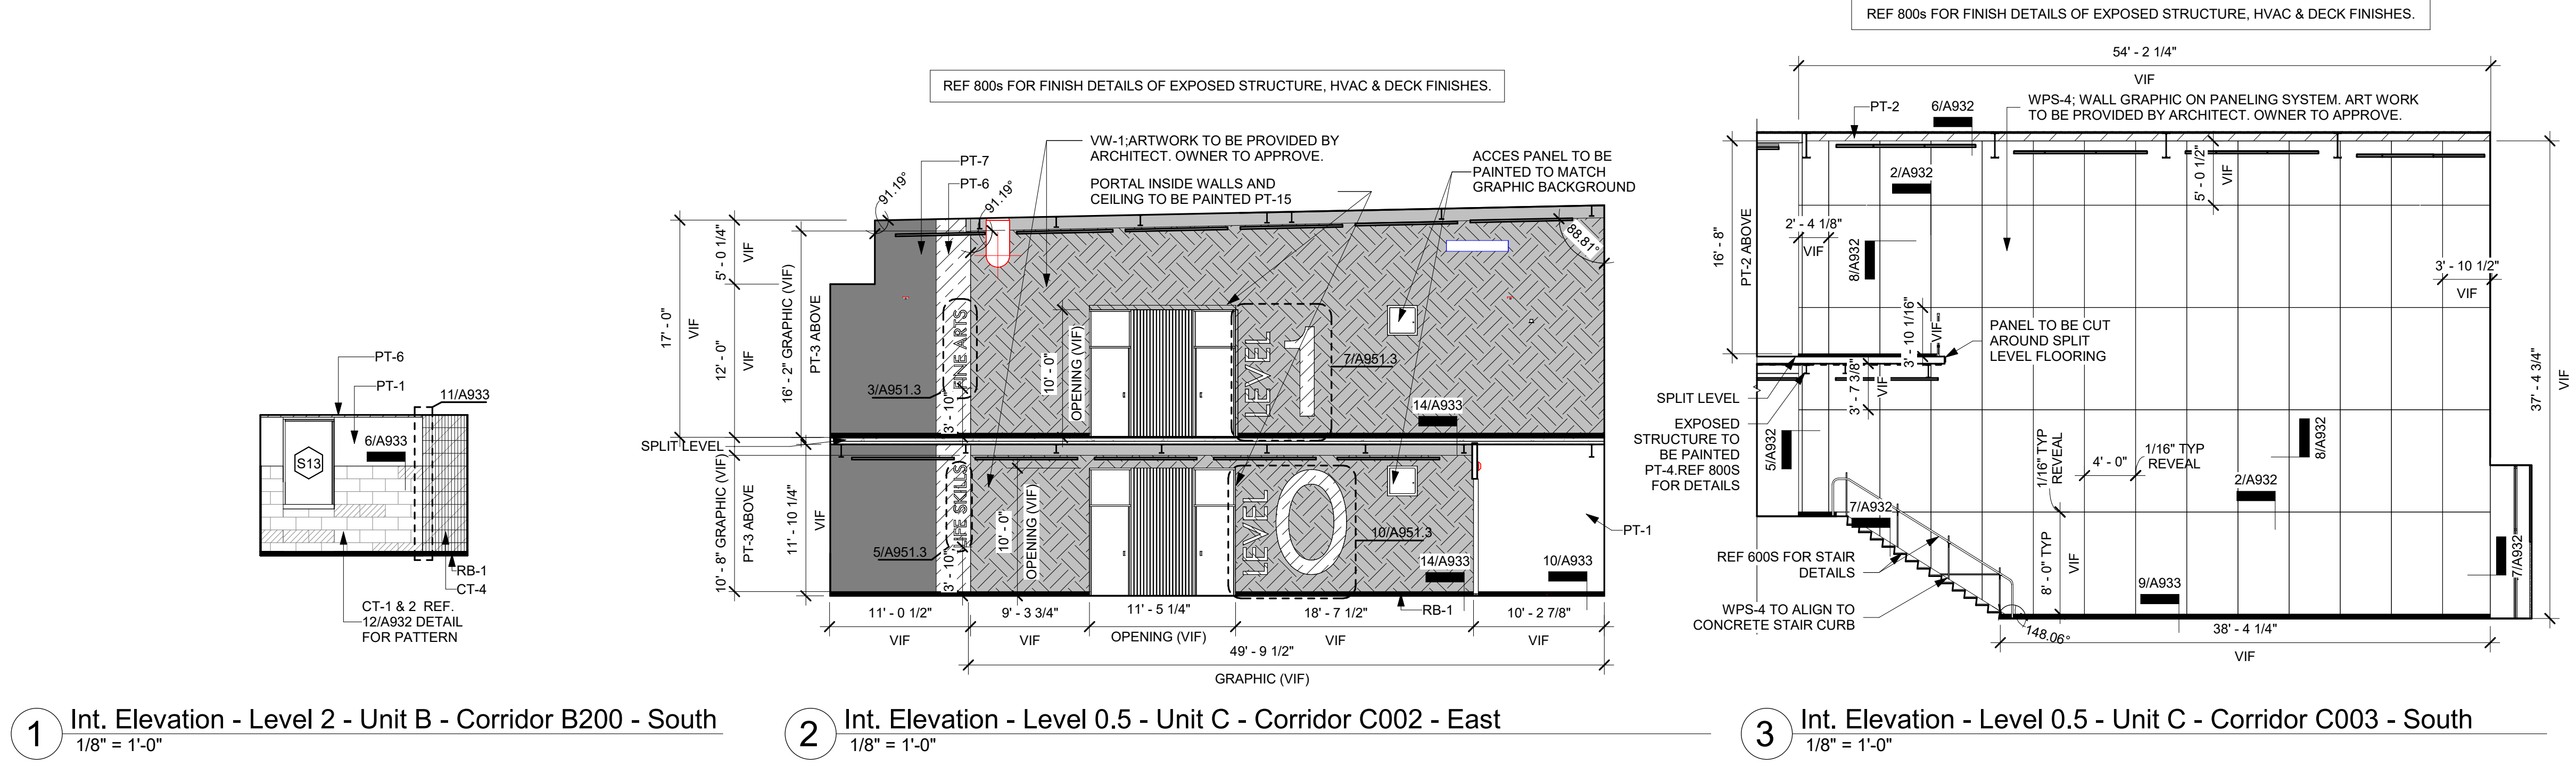 PT-6
PT-1
11/A933
6/A933
S13
RB-1
CT-4
CT-1 & 2 REF.
12/A932 DETAIL
FOR PATTERN
1
Int. Elevation - Level 2 - Unit B - Corridor B200 - South
1/8" = 1'-0"
REF 800s FOR FINISH DETAILS OF EXPOSED STRUCTURE, HVAC & DECK FINISHES.
VW-1;ARTWORK TO BE PROVIDED BY
ARCHITECT. OWNER TO APPROVE.
PORTAL INSIDE WALLS AND
CEILING TO BE PAINTED PT-15
ACCES PANEL TO BE
PAINTED TO MATCH
GRAPHIC BACKGROUND
PT-7
PT-6
91.19°
91.19°
88.81°
17' - 0"
VIF
5' - 0 1/4"
VIF
12' - 0"
VIF
16' - 2" GRAPHIC (VIF)
PT-3 ABOVE
FINE ARTS
3/A951.3
3' - 10"
10' - 0"
OPENING (VIF)
LEVEL
1
7/A951.3
14/A933
SPLIT LEVEL
10' - 8" GRAPHIC (VIF)
PT-3 ABOVE
11' - 10 1/4"
VIF
LIFE SKILLS
5/A951.3
3' - 10"
10' - 0"
OPENING (VIF)
LEVEL
0
10/A951.3
14/A933
10/A933
PT-1
RB-1
11' - 0 1/2"
VIF
9' - 3 3/4"
VIF
11' - 5 1/4"
OPENING (VIF)
18' - 7 1/2"
VIF
10' - 2 7/8"
VIF
49' - 9 1/2"
GRAPHIC (VIF)
2
Int. Elevation - Level 0.5 - Unit C - Corridor C002 - East
1/8" = 1'-0"
REF 800s FOR FINISH DETAILS OF EXPOSED STRUCTURE, HVAC & DECK FINISHES.
54' - 2 1/4"
VIF
PT-2
6/A932
WPS-4; WALL GRAPHIC ON PANELING SYSTEM. ART WORK
TO BE PROVIDED BY ARCHITECT. OWNER TO APPROVE.
2/A932
5' - 0 1/2"
VIF
16' - 8"
PT-2 ABOVE
2' - 4 1/8"
VIF
8/A932
3' - 10 1/2"
VIF
3' - 10 1/16"
VIF
PANEL TO BE CUT
AROUND SPLIT
LEVEL FLOORING
3' - 7 3/8"
VIF
37' - 4 3/4"
VIF
SPLIT LEVEL
EXPOSED
STRUCTURE TO
BE PAINTED
PT-4.REF 800S
FOR DETAILS
5/A932
1/16" TYP
REVEAL
4' - 0"
1/16" TYP
REVEAL
8/A932
2/A932
7/A932
REF 600S FOR STAIR
DETAILS
8' - 0" TYP
VIF
9/A933
7/A932
WPS-4 TO ALIGN TO
CONCRETE STAIR CURB
148.06°
38' - 4 1/4"
VIF
3
Int. Elevation - Level 0.5 - Unit C - Corridor C003 - South
1/8" = 1'-0"